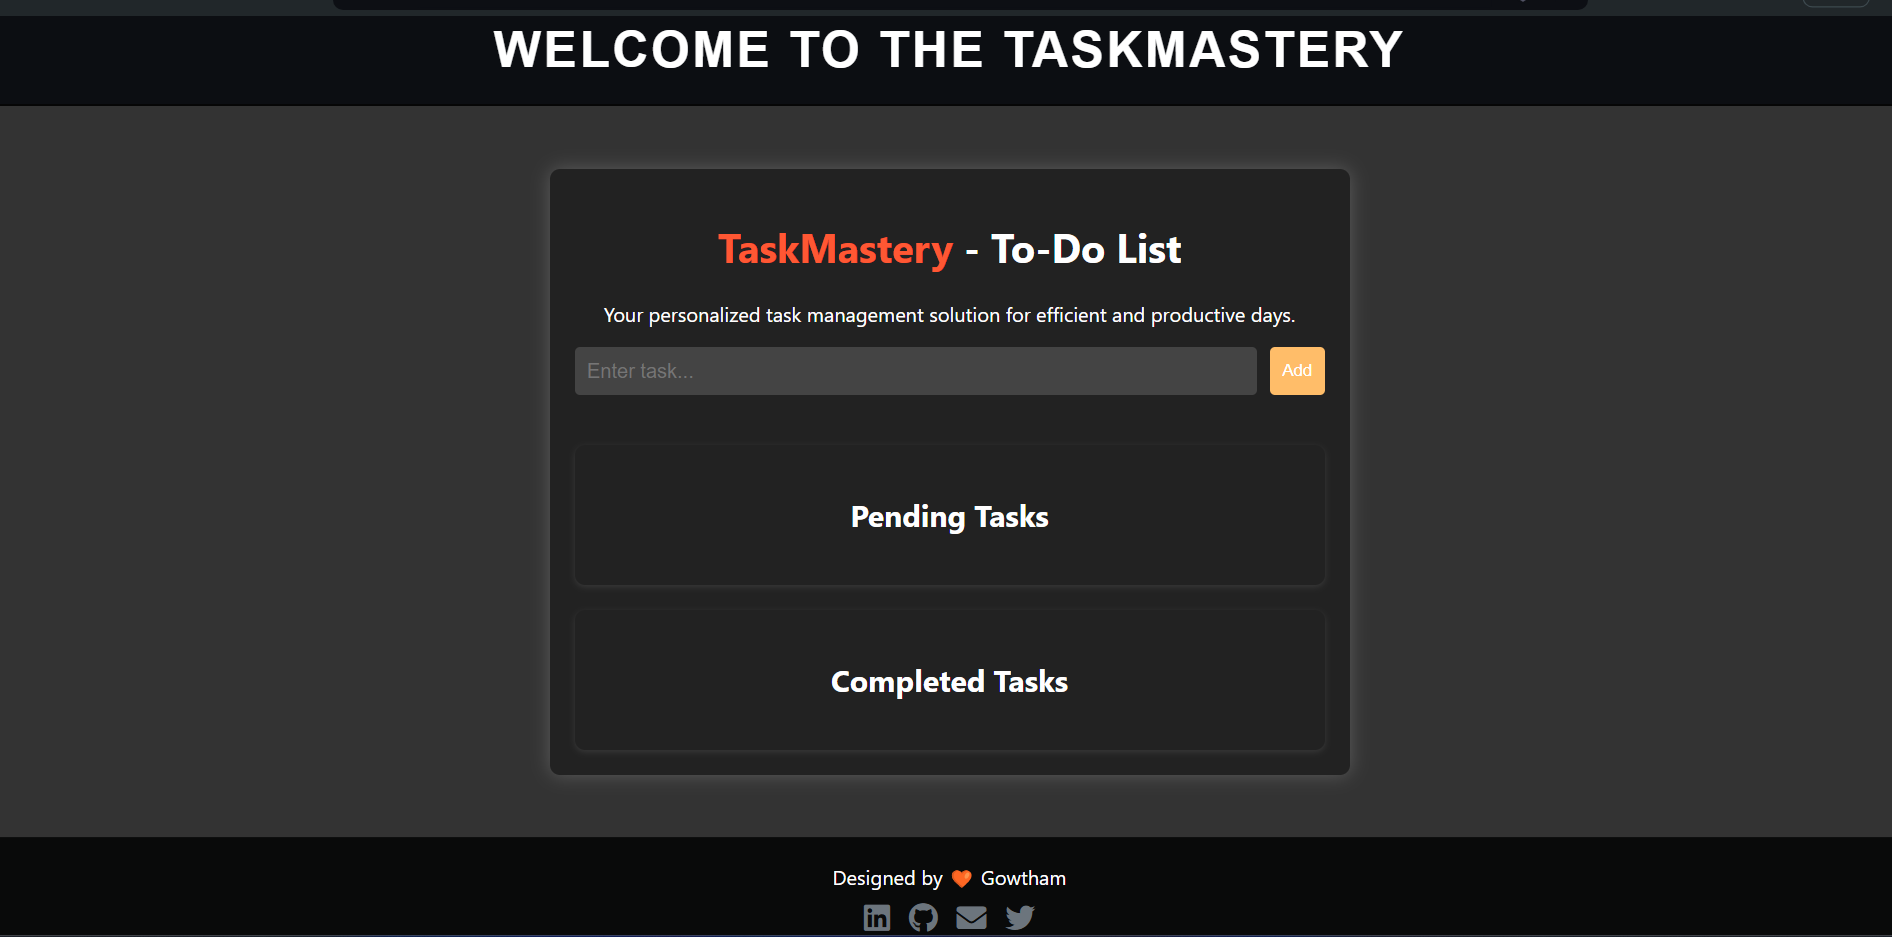 WELCOME TO THE TASKMASTERY
TaskMastery - To-Do List
Your personalized task management solution for efficient and productive days.
Enter task...
Add
Pending Tasks
Completed Tasks
Designed by 🧡 Gowtham
in